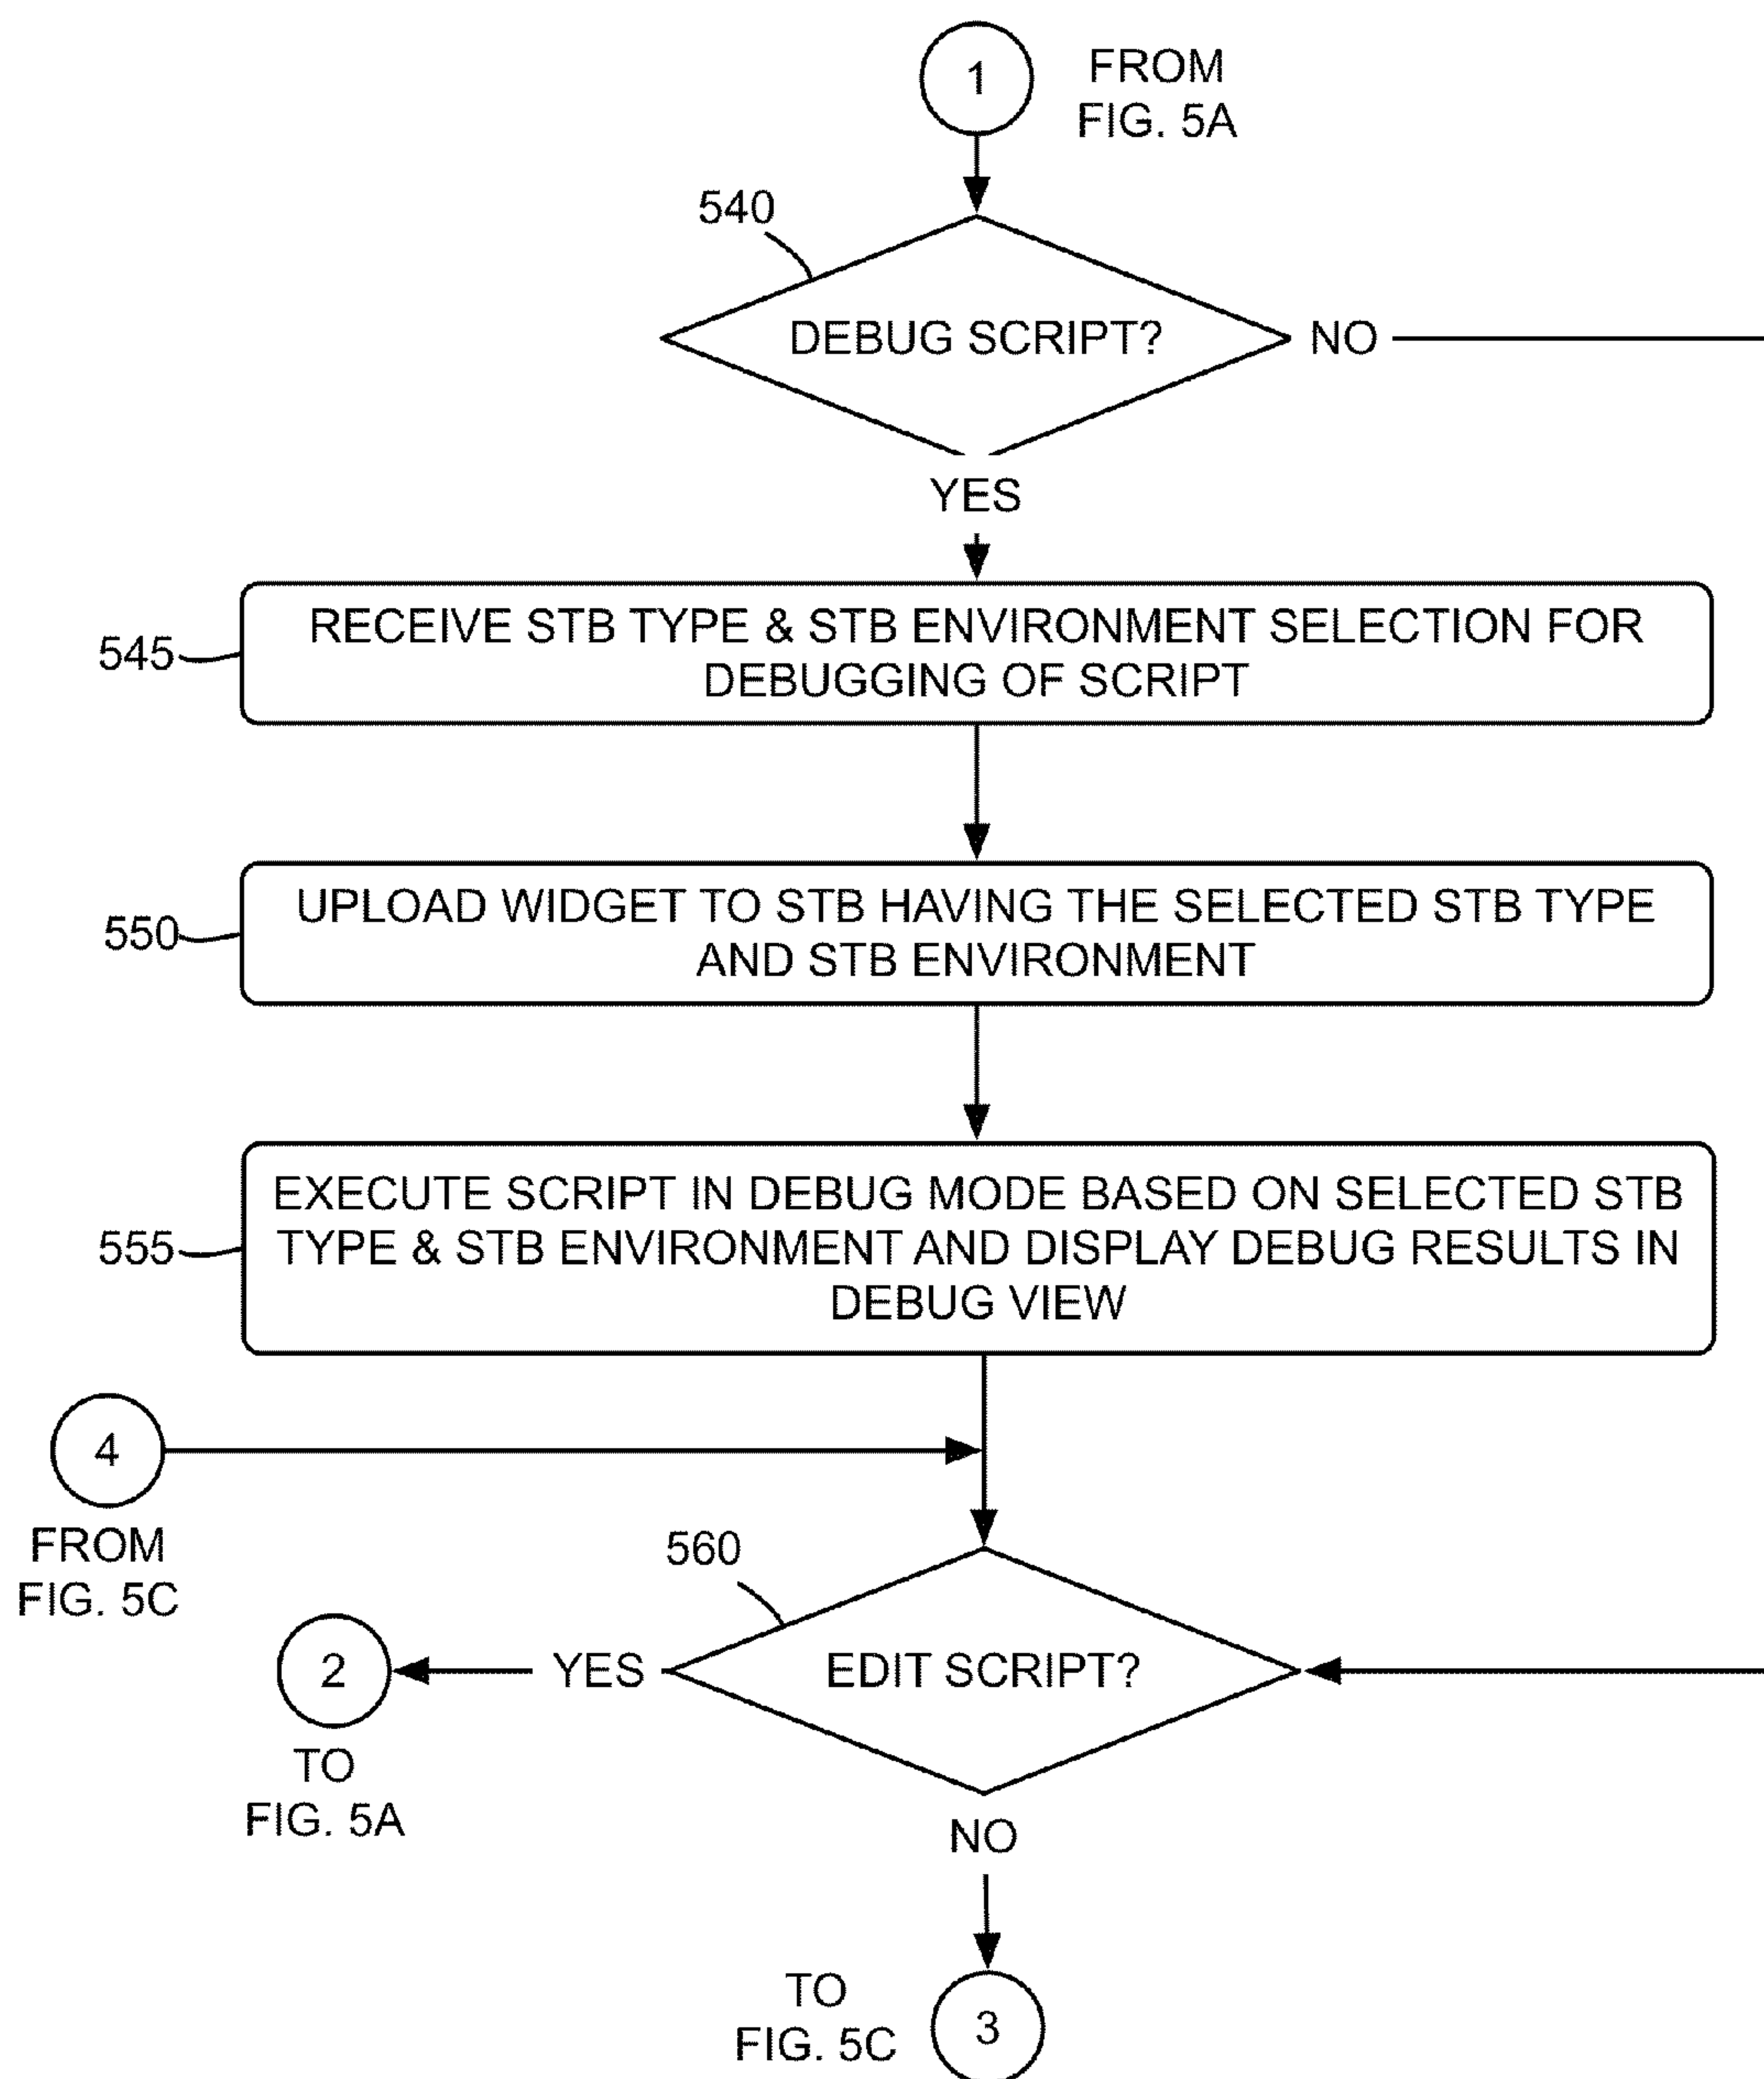 1
FROM
FIG. 5A
540
DEBUG SCRIPT?
NO
YES
545
RECEIVE STB TYPE & STB ENVIRONMENT SELECTION FOR
DEBUGGING OF SCRIPT
550
UPLOAD WIDGET TO STB HAVING THE SELECTED STB TYPE
AND STB ENVIRONMENT
555
EXECUTE SCRIPT IN DEBUG MODE BASED ON SELECTED STB
TYPE & STB ENVIRONMENT AND DISPLAY DEBUG RESULTS IN
DEBUG VIEW
4
FROM
FIG. 5C
560
EDIT SCRIPT?
YES
2
TO
FIG. 5A
NO
TO
FIG. 5C
3